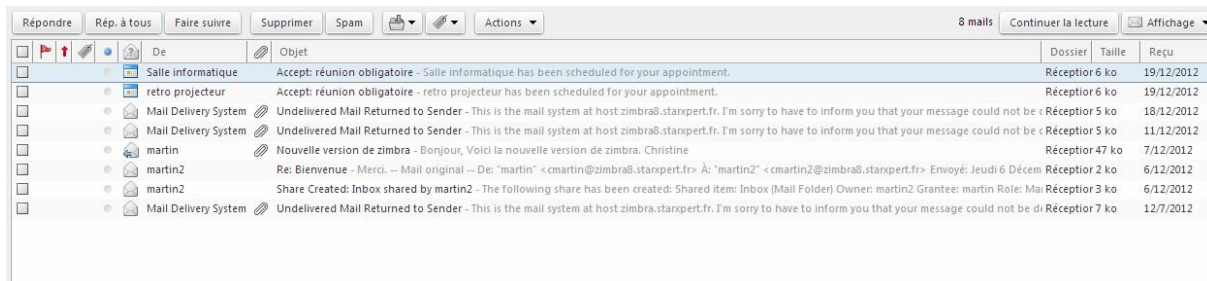 Répondre Rép. à tous Faire suivre Supprimer Spam Actions 8 mails Continuer la lecture Affichage
De Objet Dossier Taille Reçu
Salle informatique Accept: réunion obligatoire - Salle informatique has been scheduled for your appointment. Réception 6 ko 19/12/2012
retro projecteur Accept: réunion obligatoire - retro projecteur has been scheduled for your appointment. Réception 6 ko 19/12/2012
Mail Delivery System Undelivered Mail Returned to Sender - This is the mail system at host zimbra8.starxpert.fr. I'm sorry to have to inform you that your message could not be d Réception 5 ko 18/12/2012
Mail Delivery System Undelivered Mail Returned to Sender - This is the mail system at host zimbra8.starxpert.fr. I'm sorry to have to inform you that your message could not be d Réception 5 ko 11/12/2012
martin Nouvelle version de zimbra - Bonjour, Voici la nouvelle version de zimbra. Christine Réception 47 ko 7/12/2012
martin2 Re: Bienvenue - Merci. -- Mail original -- De: "martin" <cmartin@zimbra8.starxpert.fr> À: "martin2" <cmartin2@zimbra8.starxpert.fr> Envoyé: Jeudi 6 Décem Réception 2 ko 6/12/2012
martin2 Share Created: Inbox shared by martin2 - The following share has been created: Shared item: Inbox (Mail Folder) Owner: martin2 Grantee: martin Role: Mar Réception 3 ko 6/12/2012
Mail Delivery System Undelivered Mail Returned to Sender - This is the mail system at host zimbra.starxpert.fr. I'm sorry to have to inform you that your message could not be de Réception 7 ko 12/7/2012